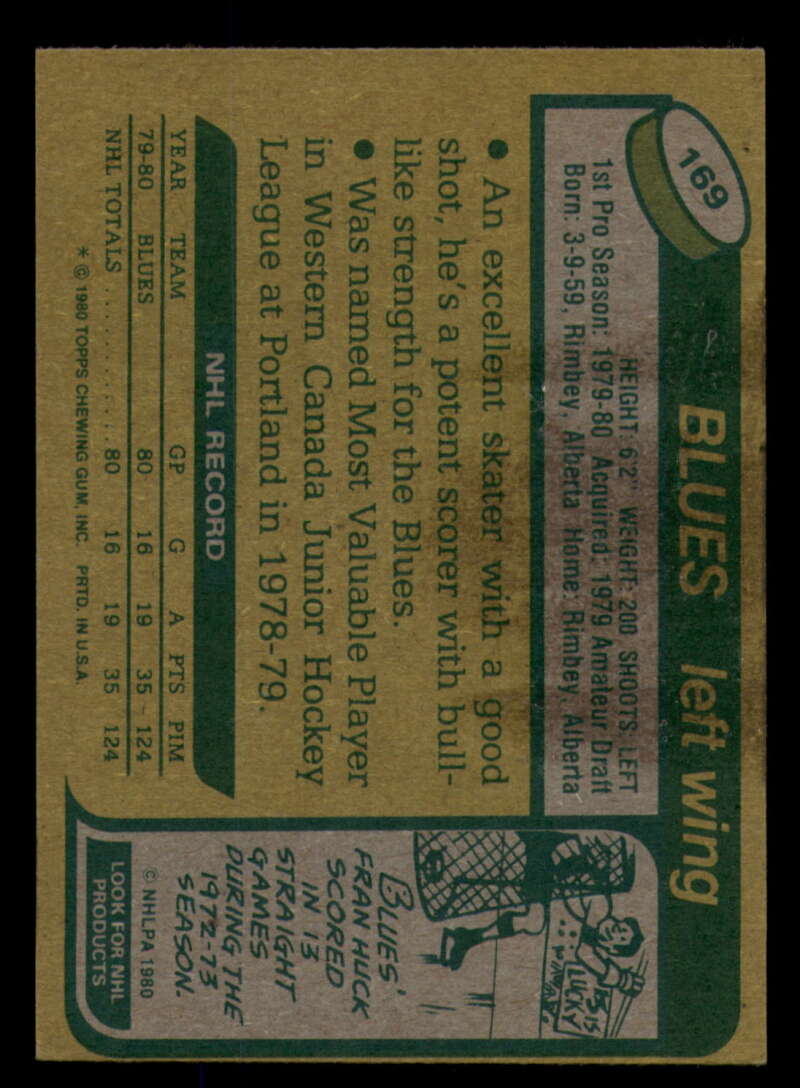 169
BLUES left wing
HEIGHT: 6'2" WEIGHT: 200 SHOOTS: LEFT
1st Pro Season: 1979-80 Acquired: 1979 Amateur Draft
Born: 3-9-59, Rimbey, Alberta Home: Rimbey, Alberta
• An excellent skater with a good
shot, he's a potent scorer with bull-
like strength for the Blues.
• Was named Most Valuable Player
in Western Canada Junior Hockey
League at Portland in 1978-79.
NHL RECORD
YEAR TEAM GP G A PTS PIM
79-80 BLUES 80 16 19 35 124
NHL TOTALS .......... 80 16 19 35 124
* © 1980 TOPPS CHEWING GUM, INC. PRTD. IN U.S.A.
13 IS
LUCKY
BLUES'
FRAN HUCK
SCORED
IN 13
STRAIGHT
GAMES
DURING THE
1972-73
SEASON.
© NHLPA 1980
LOOK FOR NHL
PRODUCTS